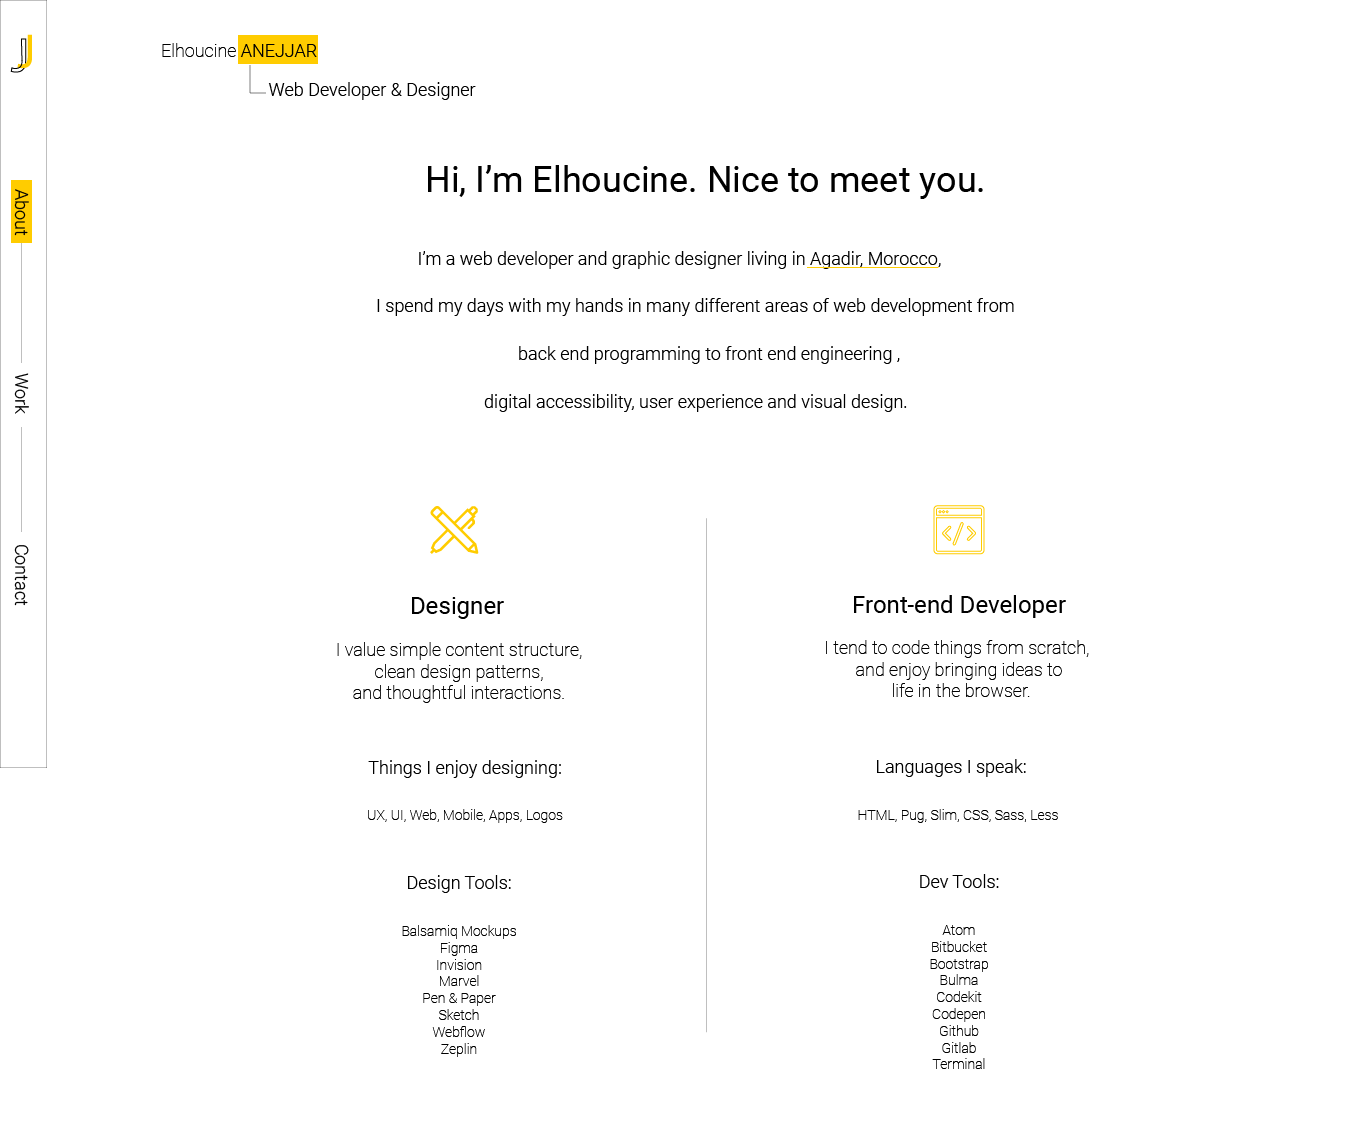 Elhoucine ANEJJAR
Web Developer & Designer
About
Work
Contact
Hi, I’m Elhoucine. Nice to meet you.
I’m a web developer and graphic designer living in Agadir, Morocco,
I spend my days with my hands in many different areas of web development from
back end programming to front end engineering ,
digital accessibility, user experience and visual design.
Designer
I value simple content structure,
clean design patterns,
and thoughtful interactions.
Things I enjoy designing:
UX, UI, Web, Mobile, Apps, Logos
Design Tools:
Balsamiq Mockups
Figma
Invision
Marvel
Pen & Paper
Sketch
Webflow
Zeplin
Front-end Developer
I tend to code things from scratch,
and enjoy bringing ideas to
life in the browser.
Languages I speak:
HTML, Pug, Slim, CSS, Sass, Less
Dev Tools:
Atom
Bitbucket
Bootstrap
Bulma
Codekit
Codepen
Github
Gitlab
Terminal